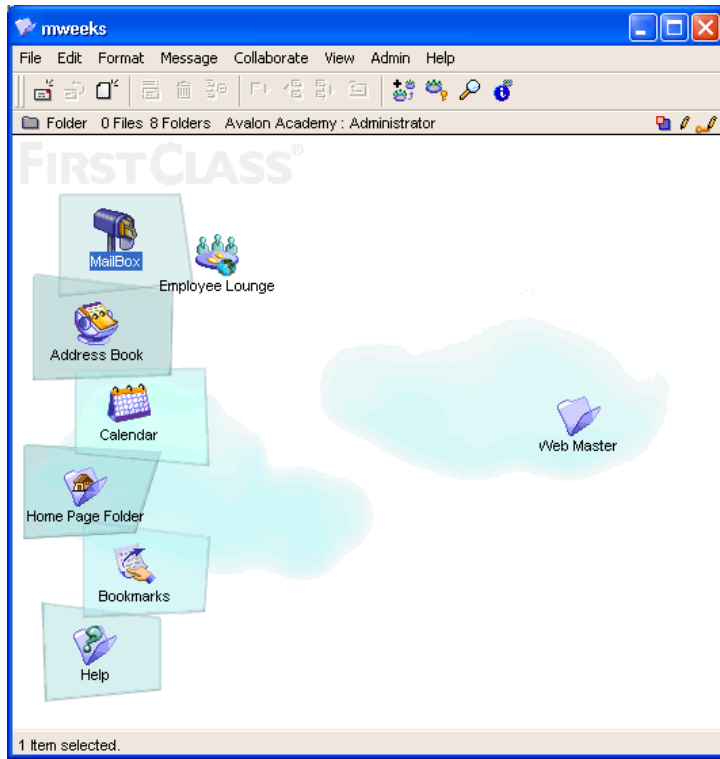 mweeks
File Edit Format Message Collaborate View Admin Help
Folder 0 Files 8 Folders Avalon Academy : Administrator
FIRSTCLASS®
MailBox
Employee Lounge
Address Book
Calendar
Web Master
Home Page Folder
Bookmarks
Help
1 Item selected.